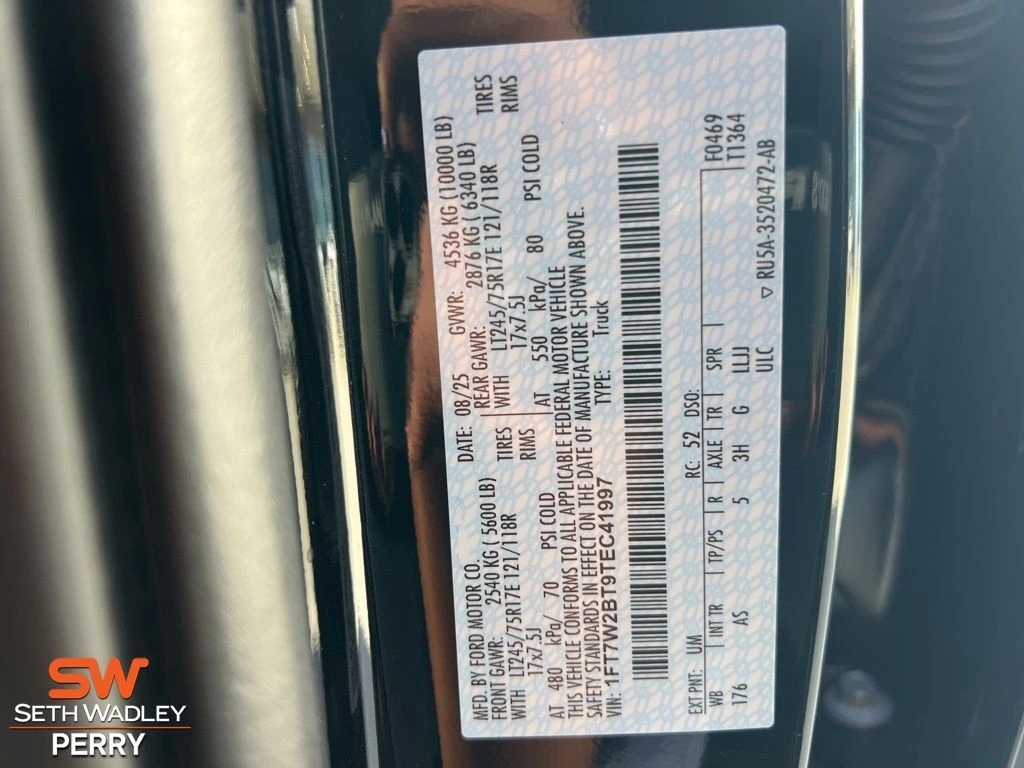 MFD. BY FORD MOTOR CO.
DATE: 08/25 GVWR: 4536 KG (10000 LB)
FRONT GAWR: 2540 KG ( 5600 LB)
REAR GAWR: 2876 KG ( 6340 LB)
WITH LT245/75R17E 121/118R TIRES
WITH LT245/75R17E 121/118R TIRES
17x7.5J RIMS
17x7.5J RIMS
AT 480 kPa/ 70 PSI COLD
AT 550 kPa/ 80 PSI COLD
THIS VEHICLE CONFORMS TO ALL APPLICABLE FEDERAL MOTOR VEHICLE
SAFETY STANDARDS IN EFFECT ON THE DATE OF MANUFACTURE SHOWN ABOVE.
VIN: 1FT7W2BT9TEC41997 TYPE: Truck
EXT PNT: UM RC: 52 DSO:
WB INT TR TP/PS R AXLE TR SPR F0469
176 AS 5 3H G LLJJ T1364
ULC
▽ RU5A-3520472-AB
SW
SETH WADLEY
PERRY